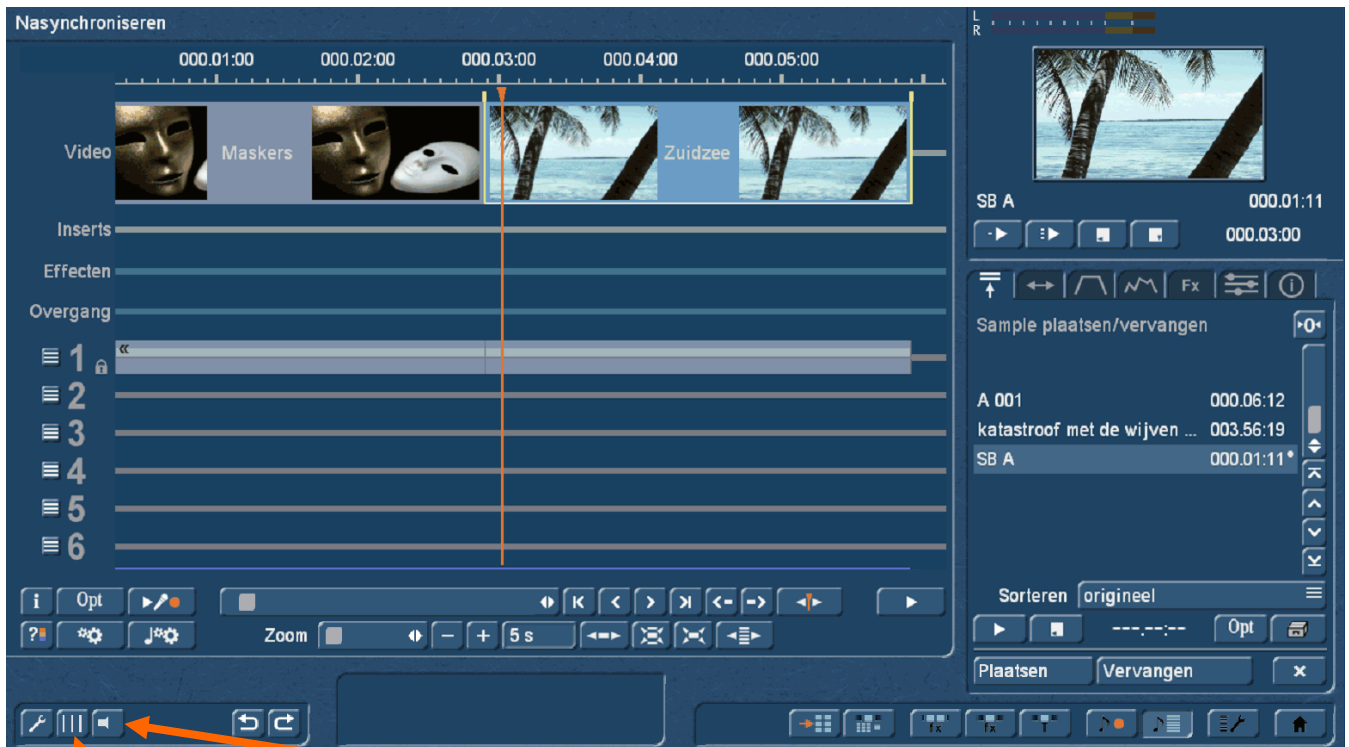 Nasynchroniseren
L
R
000.01:00 000.02:00 000.03:00 000.04:00 000.05:00
Video Maskers Zuidzee
SB A 000.01:11
000.03:00
Inserts
Effecten
Overgang
Fx
Sample plaatsen/vervangen
1
2
3
4
5
6
A 001 000.06:12
katastroof met de wijven ... 003.56:19
SB A 000.01:11
Sorteren origineel
---.--:-- Opt
Plaatsen Vervangen x
i Opt
Zoom - + 5 s
fx fx T